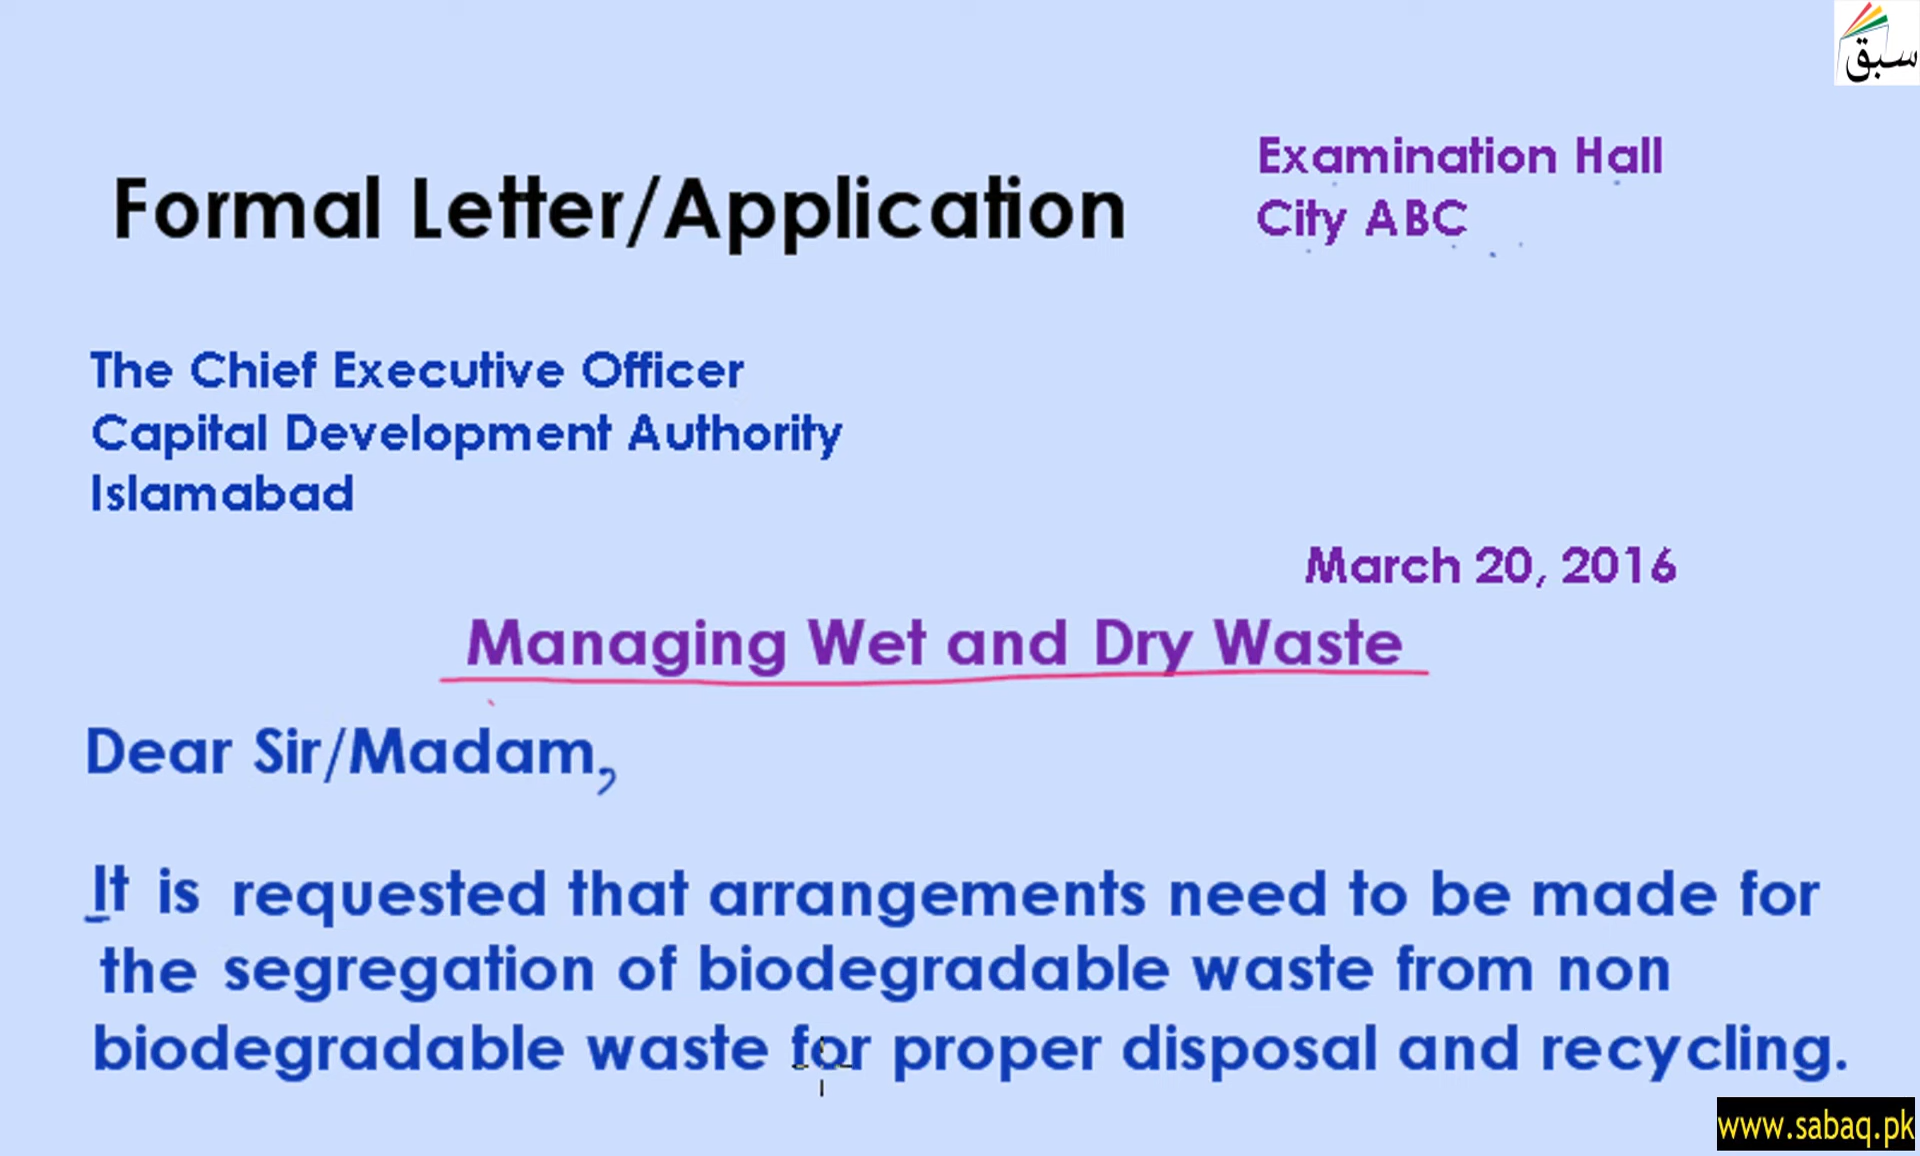 سبق
Examination Hall
Formal Letter/Application
City ABC
The Chief Executive Officer
Capital Development Authority
Islamabad
March 20, 2016
Managing Wet and Dry Waste
Dear Sir/Madam,
It is requested that arrangements need to be made for
the segregation of biodegradable waste from non
biodegradable waste for proper disposal and recycling.
www.sabaq.pk